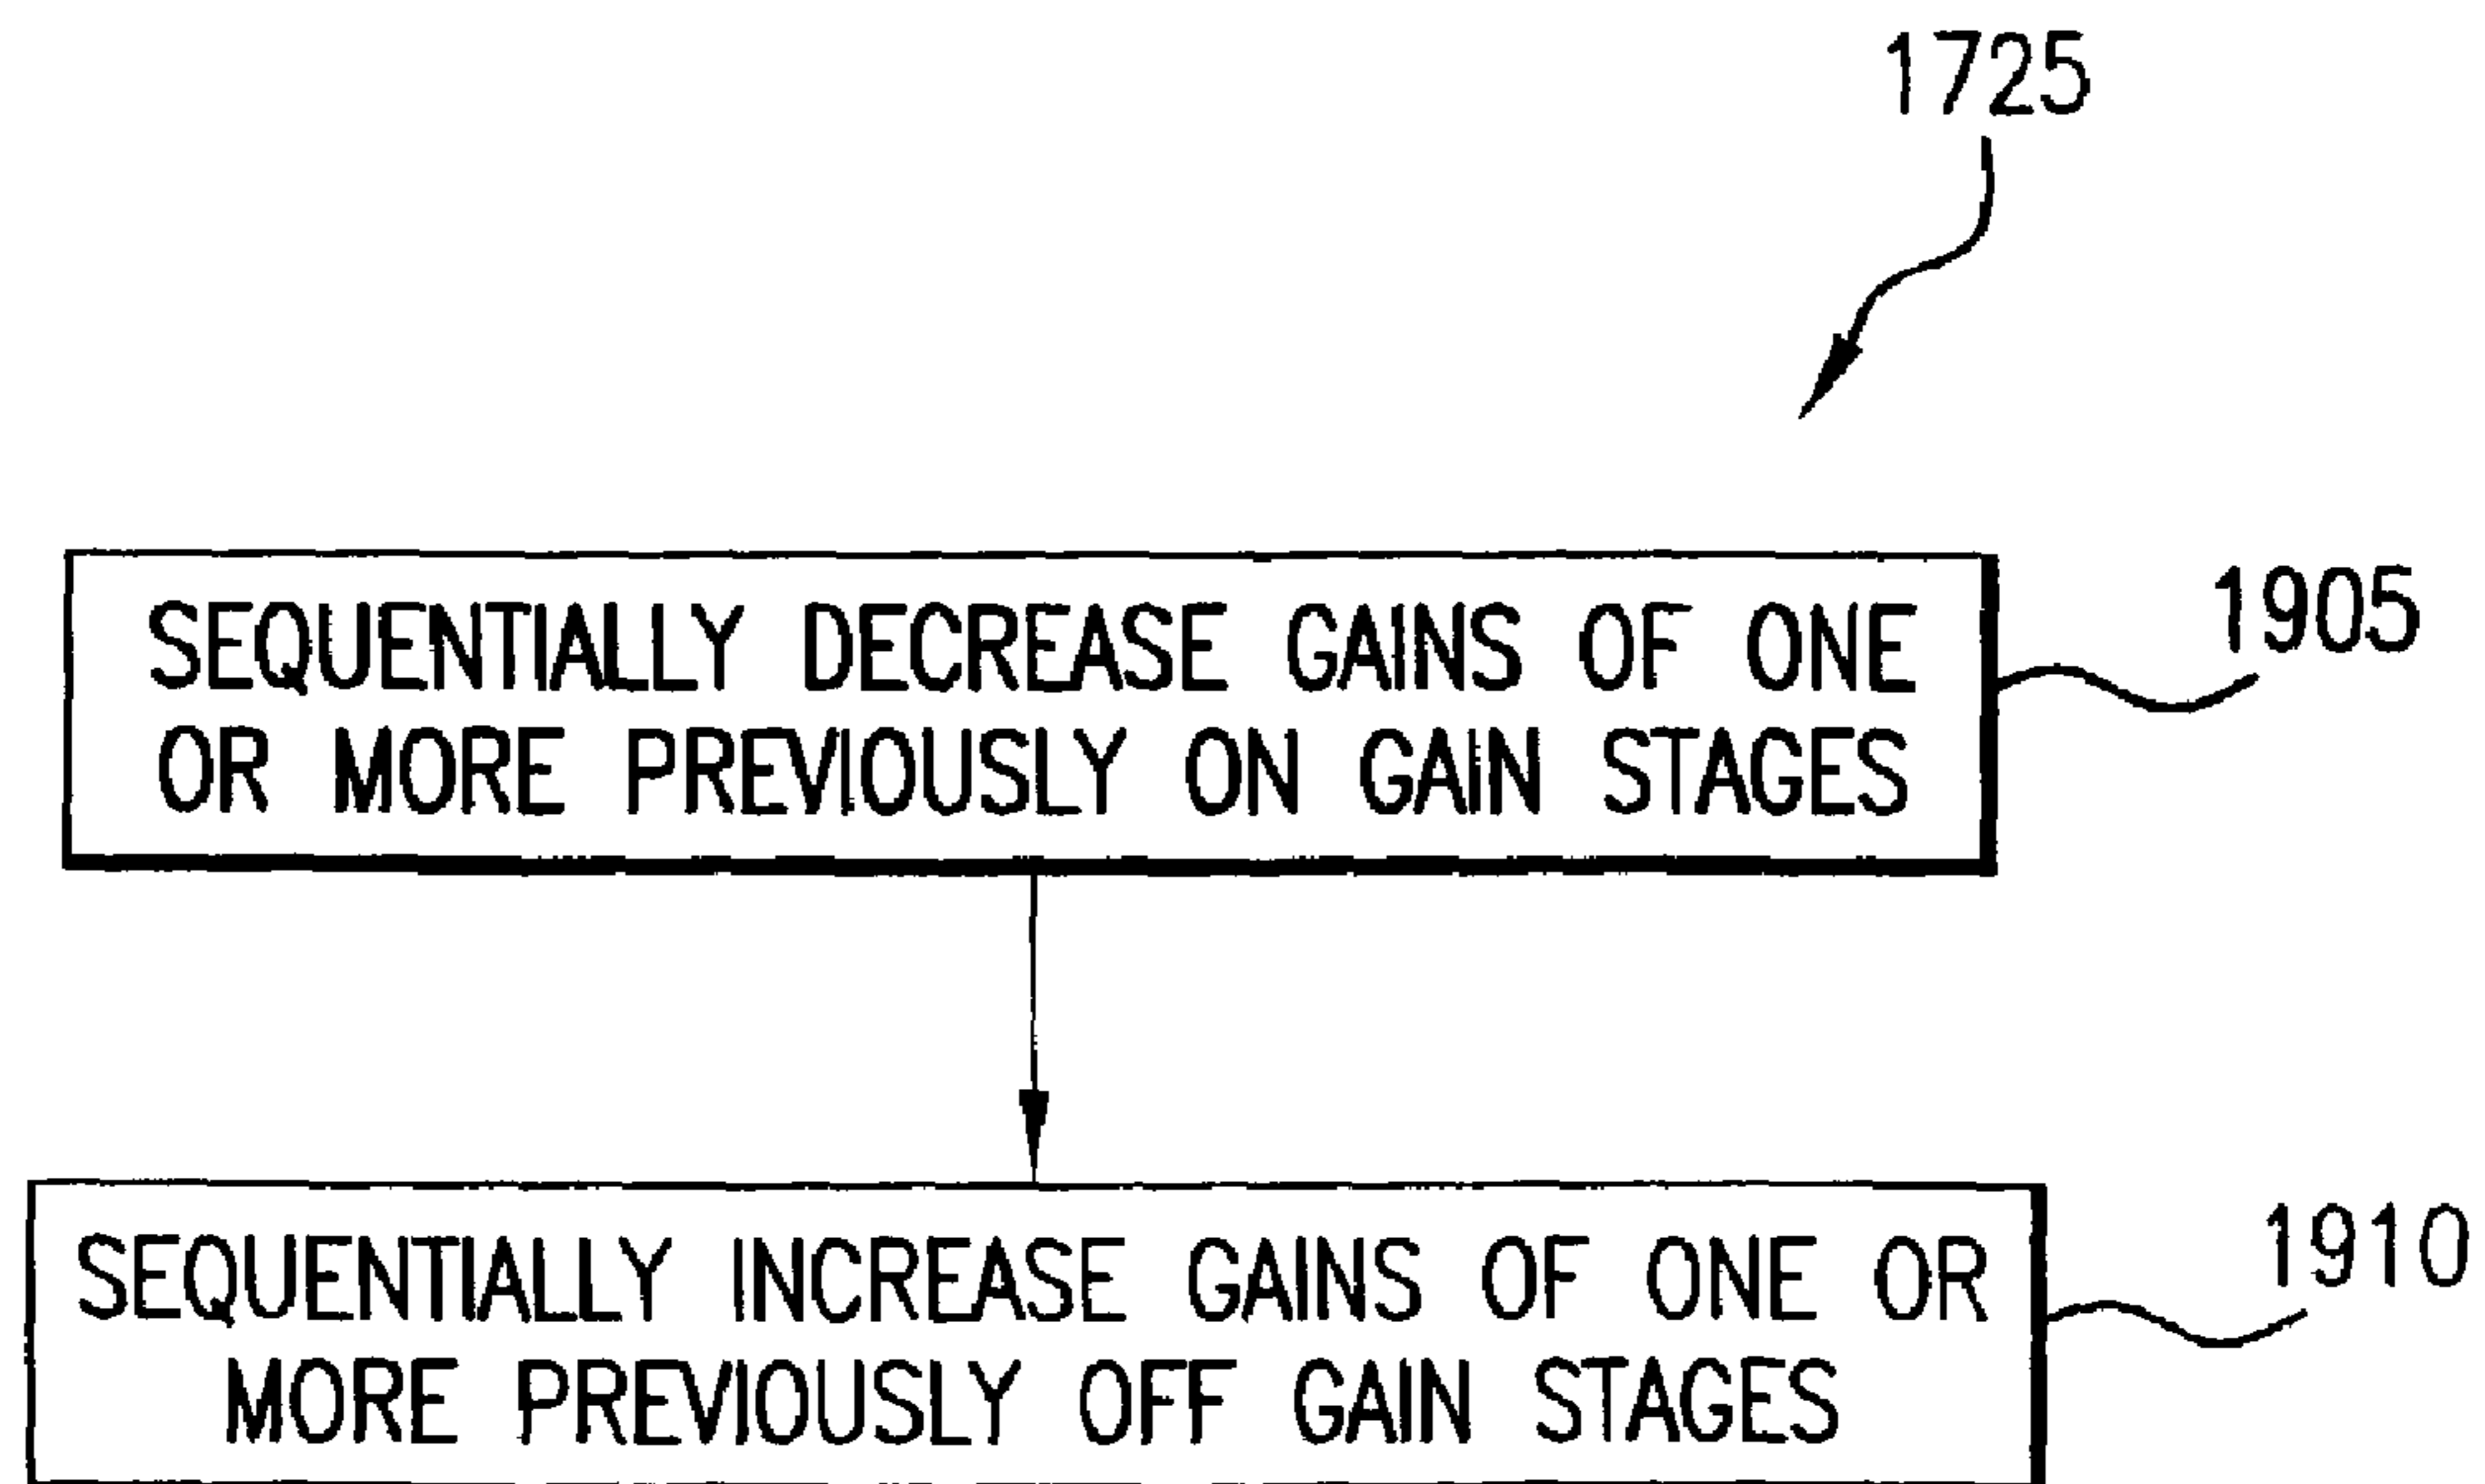 1725
SEQUENTIALLY DECREASE GAINS OF ONE
OR MORE PREVIOUSLY ON GAIN STAGES
1905
SEQUENTIALLY INCREASE GAINS OF ONE OR
MORE PREVIOUSLY OFF GAIN STAGES
1910